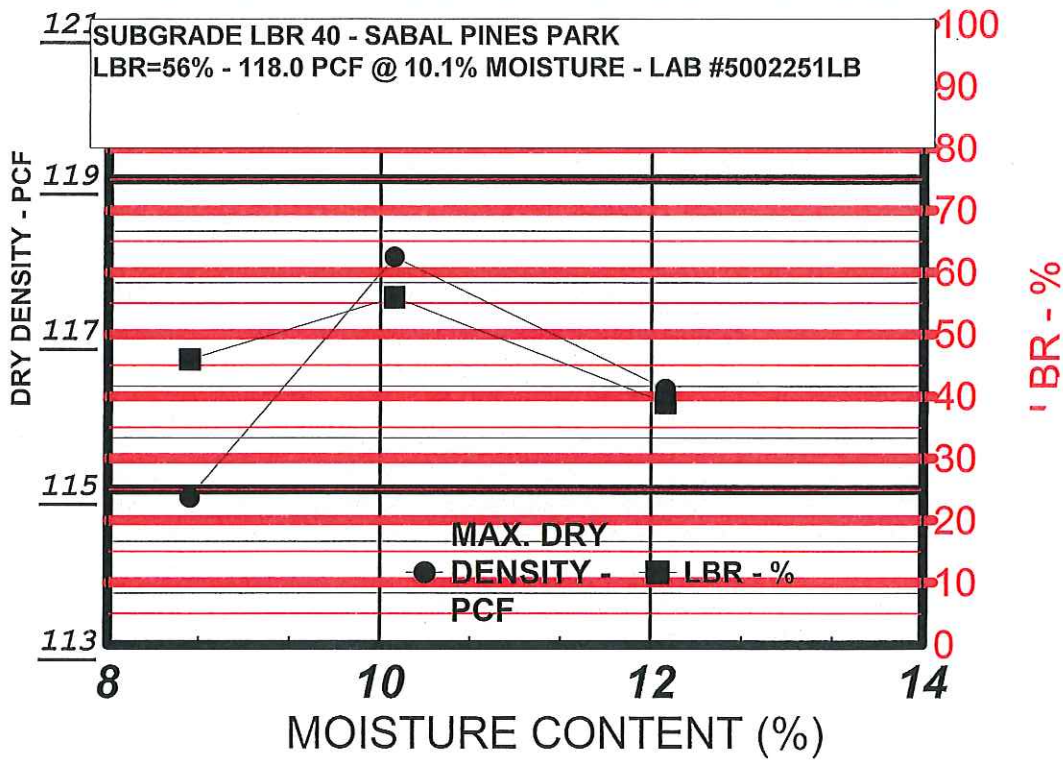 SUBGRADE LBR 40 - SABAL PINES PARK
LBR=56% - 118.0 PCF @ 10.1% MOISTURE - LAB #5002251LB
121
119
117
115
113
DRY DENSITY - PCF
100
90
80
70
60
50
40
30
20
10
0
LBR - %
MAX. DRY
DENSITY -
PCF
LBR - %
8
10
12
14
MOISTURE CONTENT (%)